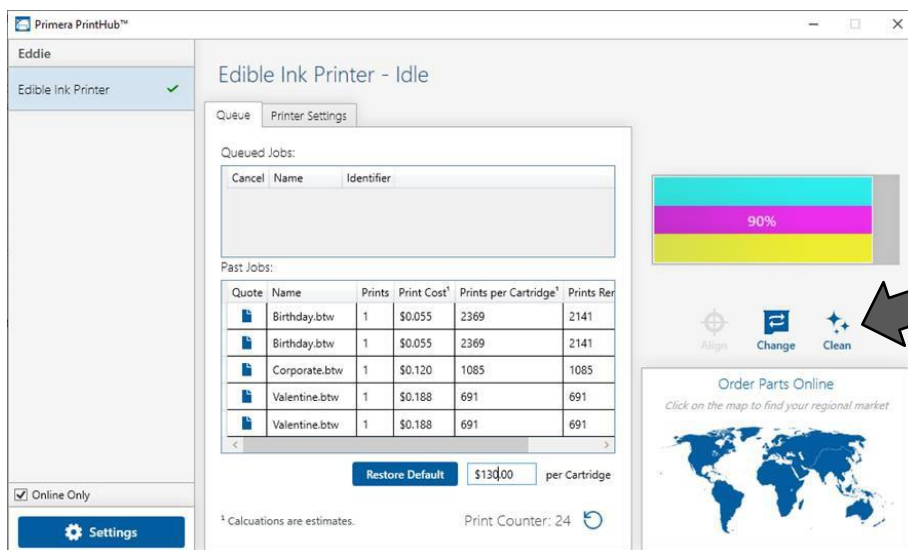 Primera PrintHub™
Eddie
Edible Ink Printer
Online Only
Settings
Edible Ink Printer - Idle
Queue Printer Settings
Queued Jobs:
Cancel Name Identifier
Past Jobs:
Quote Name Prints Print Cost¹ Prints per Cartridge¹ Prints Rer
Birthday.btw 1 $0.055 2369 2141
Birthday.btw 1 $0.055 2369 2141
Corporate.btw 1 $0.120 1085 1085
Valentine.btw 1 $0.188 691 691
Valentine.btw 1 $0.188 691 691
Restore Default $130.00 per Cartridge
¹ Calcuations are estimates. Print Counter: 24
90%
Align Change Clean
Order Parts Online
Click on the map to find your regional market